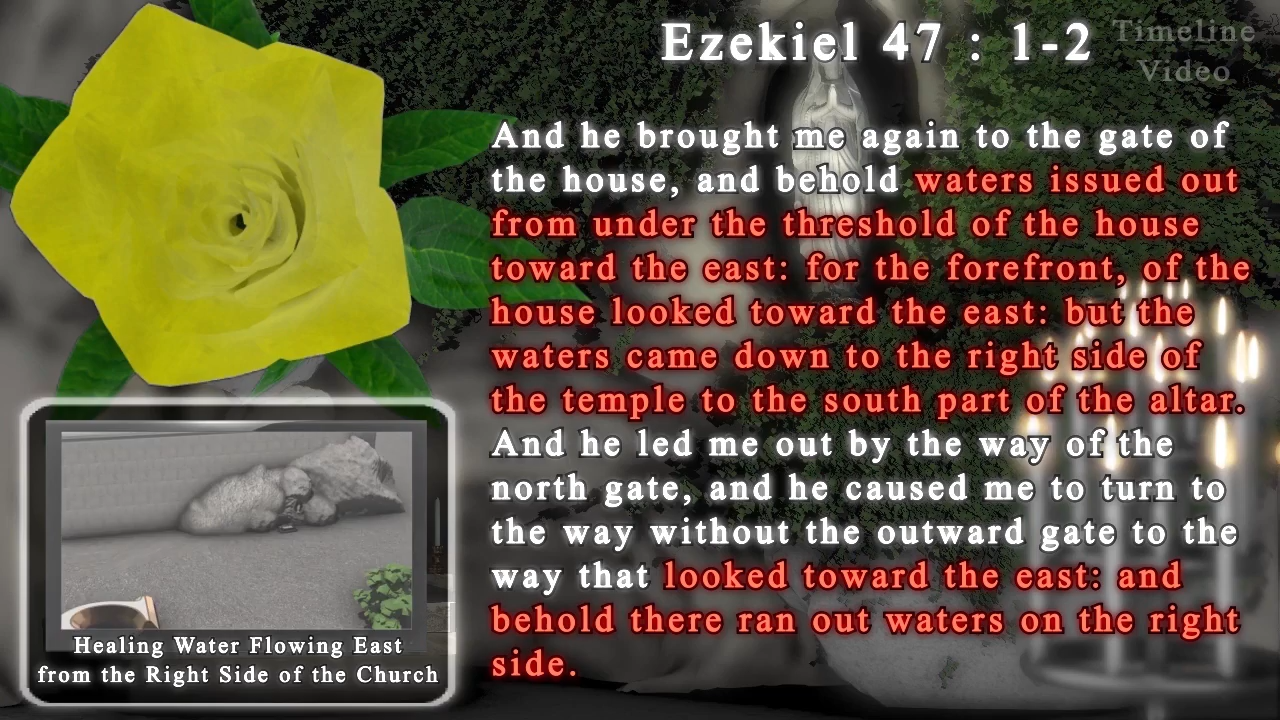 Ezekiel 47 : 1-2
Timeline
Video
And he brought me again to the gate of
the house, and behold waters issued out
from under the threshold of the house
toward the east: for the forefront, of the
house looked toward the east: but the
waters came down to the right side of
the temple to the south part of the altar.
And he led me out by the way of the
north gate, and he caused me to turn to
the way without the outward gate to the
way that looked toward the east: and
behold there ran out waters on the right
side.
Healing Water Flowing East
from the Right Side of the Church